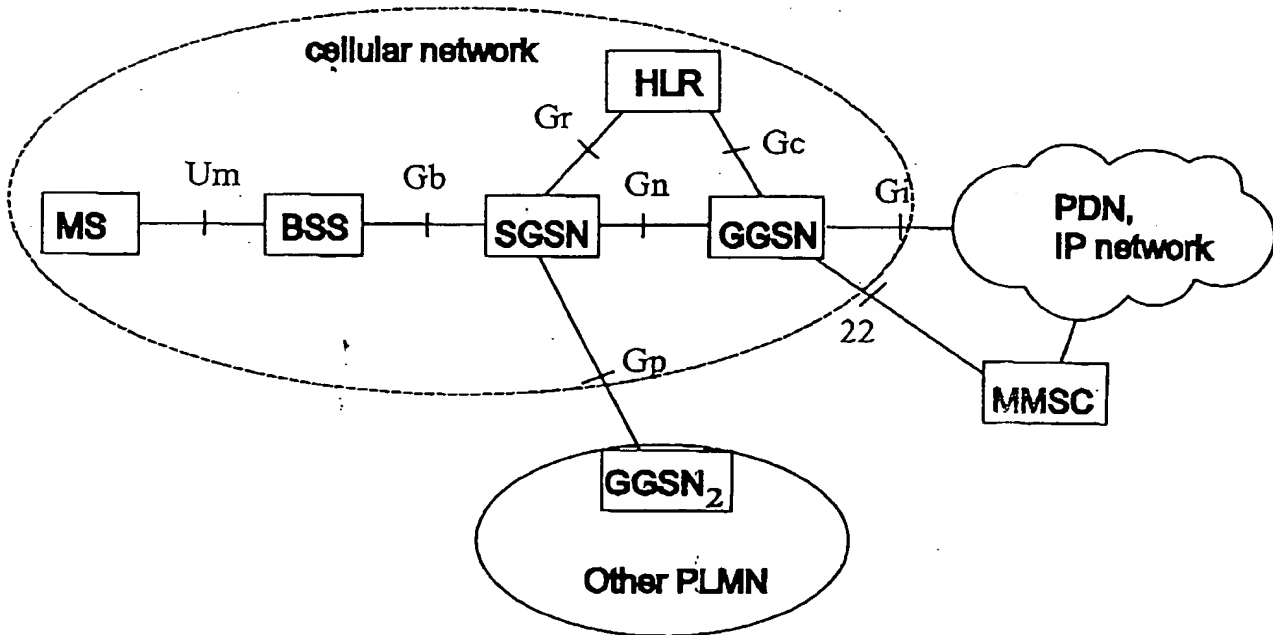 cellular network
HLR
Gr
Gc
Um
Gb
Gn
Gi
MS
BSS
SGSN
GGSN
PDN,
IP network
22
Gp
MMSC
GGSN2
Other PLMN